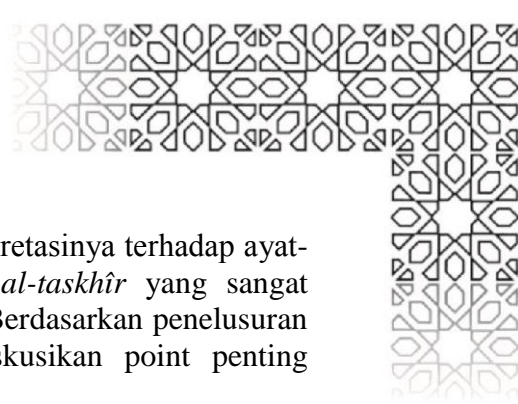 retasinya terhadap ayat-
al-taskhîr yang sangat
Berdasarkan penelusuran
skusikan point penting